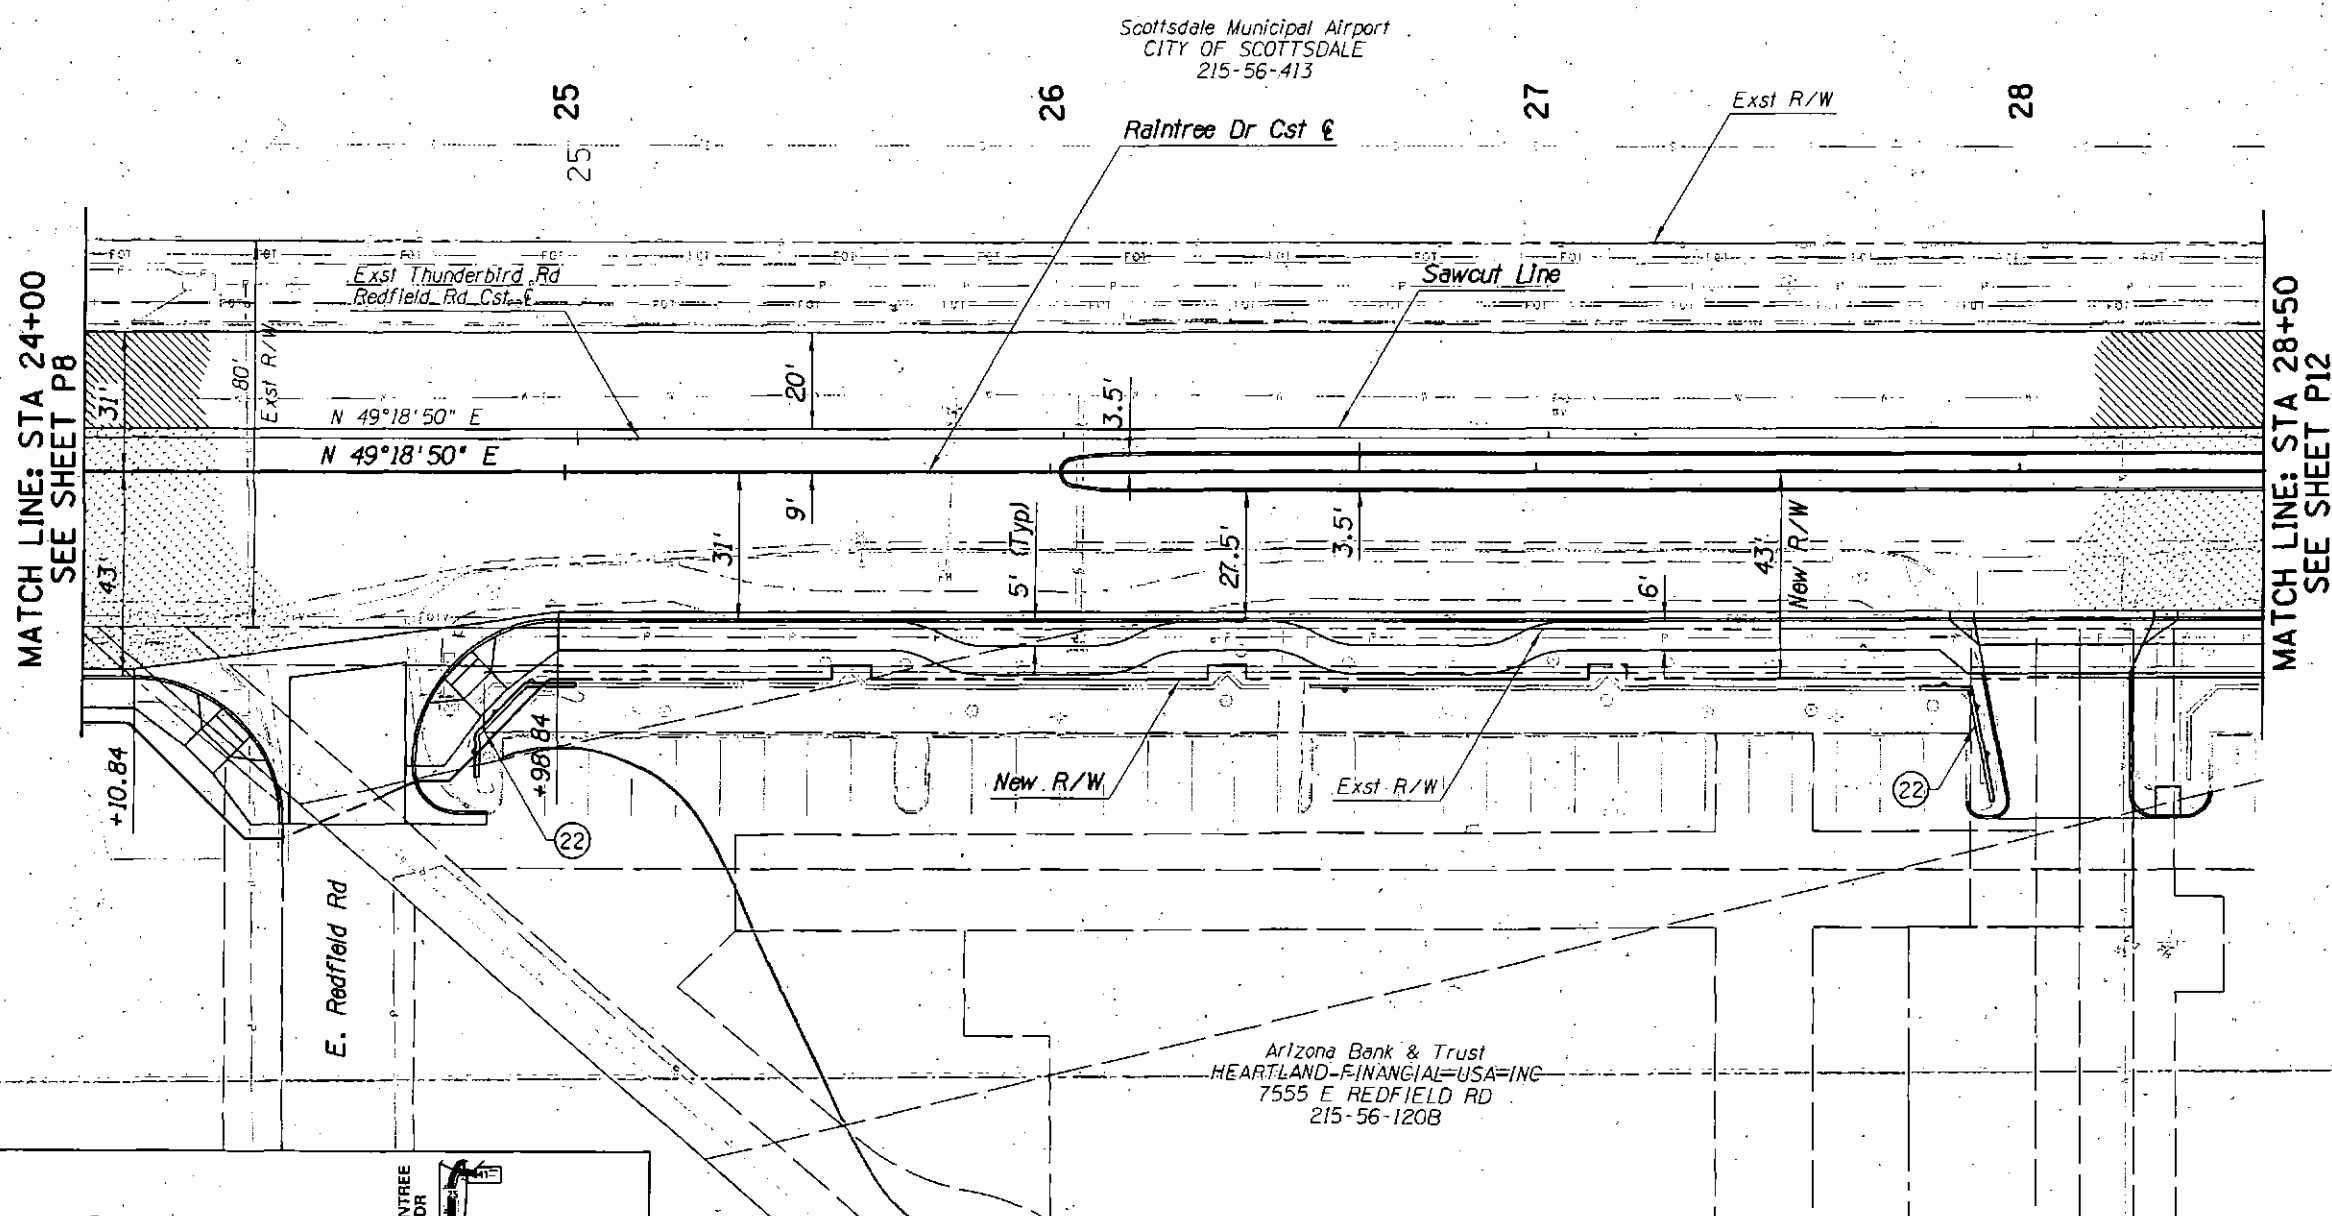 Scottsdale Municipal Airport
CITY OF SCOTTSDALE
215-56-413
25
26
27
28
25
Raintree Dr Cst ℄
Exst R/W
MATCH LINE: STA 24+00
SEE SHEET P8
MATCH LINE: STA 28+50
SEE SHEET P12
Exst Thunderbird Rd
Redfield Rd Cst ℄
Sawcut Line
31'
80'
Exst R/W
20'
3.5'
N 49°18'50" E
N 49°18'50" E
43'
9'
31'
5' (Typ)
27.5'
3.5'
6'
43'
New R/W
+10.84
+98.84
22
New R/W
Exst R/W
22
E. Redfield Rd
Arizona Bank & Trust
HEARTLAND FINANCIAL USA INC
7555 E REDFIELD RD
215-56-120B
NTREE
DR